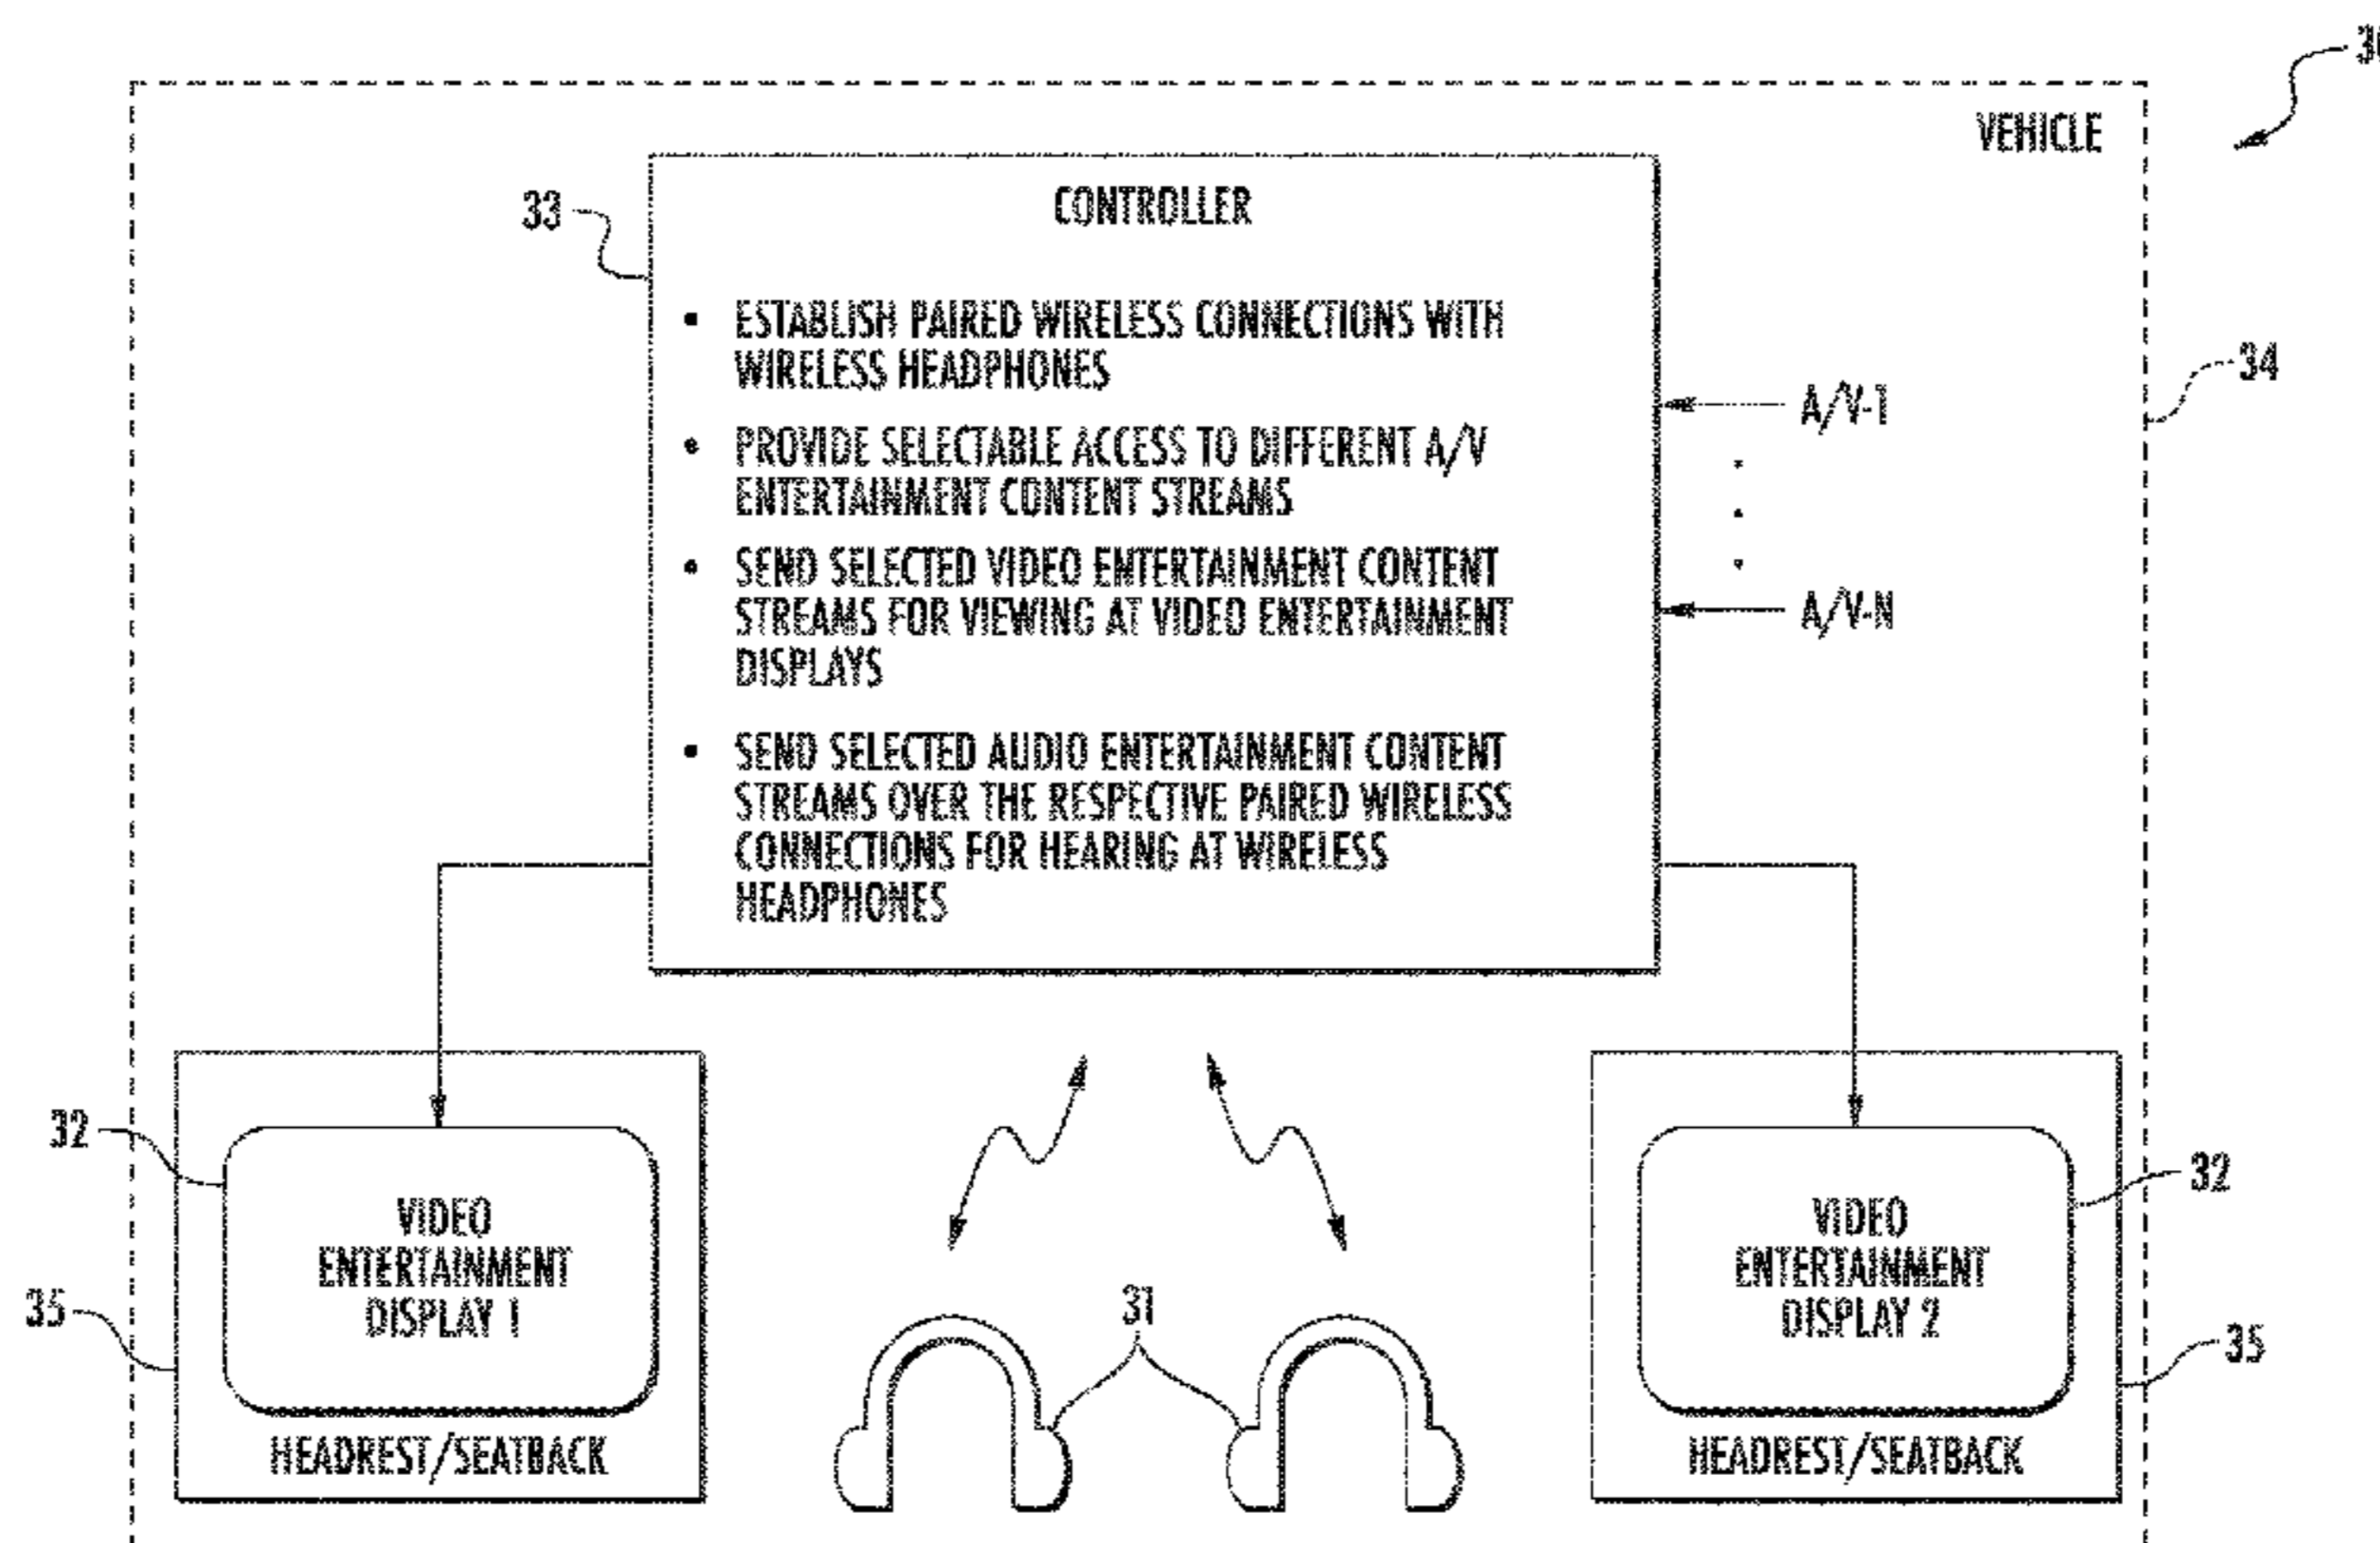 VEHICLE
33
CONTROLLER
• ESTABLISH PAIRED WIRELESS CONNECTIONS WITH
WIRELESS HEADPHONES
• PROVIDE SELECTABLE ACCESS TO DIFFERENT A/V
ENTERTAINMENT CONTENT STREAMS
• SEND SELECTED VIDEO ENTERTAINMENT CONTENT
STREAMS FOR VIEWING AT VIDEO ENTERTAINMENT
DISPLAYS
• SEND SELECTED AUDIO ENTERTAINMENT CONTENT
STREAMS OVER THE RESPECTIVE PAIRED WIRELESS
CONNECTIONS FOR HEARING AT WIRELESS
HEADPHONES
34
A/V-1
A/V-N
32
VIDEO
ENTERTAINMENT
DISPLAY 1
35
HEADREST/SEATBACK
31
32
VIDEO
ENTERTAINMENT
DISPLAY 2
35
HEADREST/SEATBACK